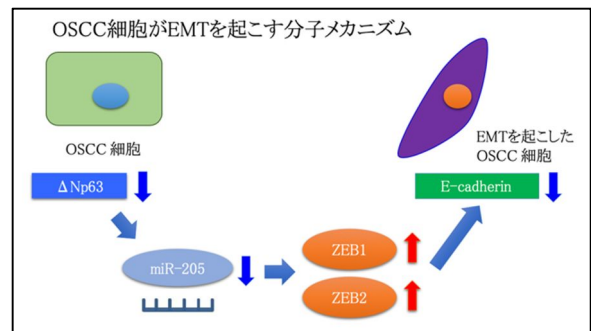 OSCC細胞がEMTを起こす分子メカニズム
OSCC 細胞
EMTを起こした
OSCC 細胞
ΔNp63
E-cadherin
miR-205
ZEB1
ZEB2